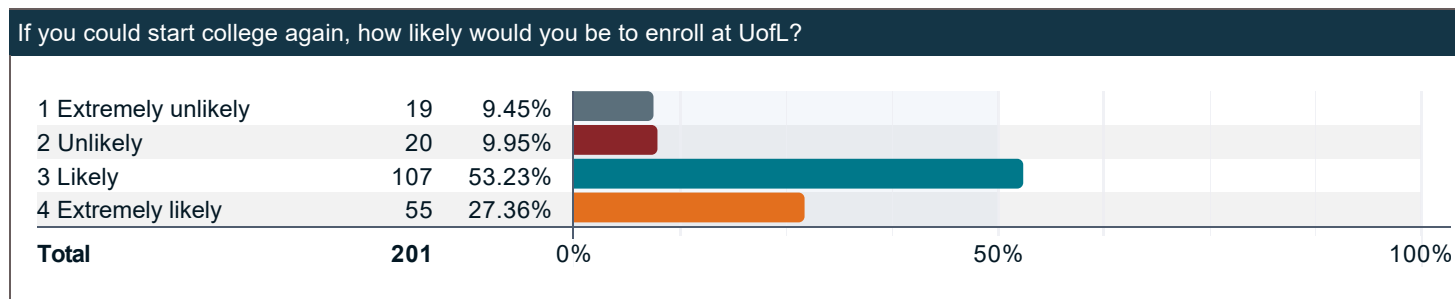 If you could start college again, how likely would you be to enroll at UofL?
1 Extremely unlikely 19 9.45%
2 Unlikely 20 9.95%
3 Likely 107 53.23%
4 Extremely likely 55 27.36%
Total 201 0% 50% 100%